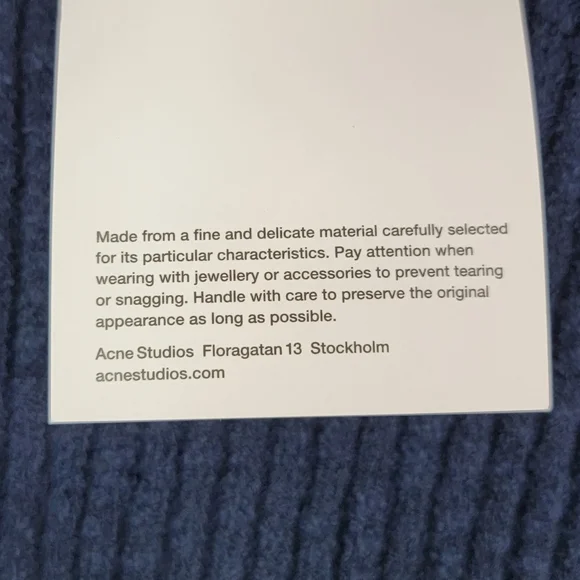 Made from a fine and delicate material carefully selected
for its particular characteristics. Pay attention when
wearing with jewellery or accessories to prevent tearing
or snagging. Handle with care to preserve the original
appearance as long as possible.
Acne Studios Floragatan 13 Stockholm
acnestudios.com